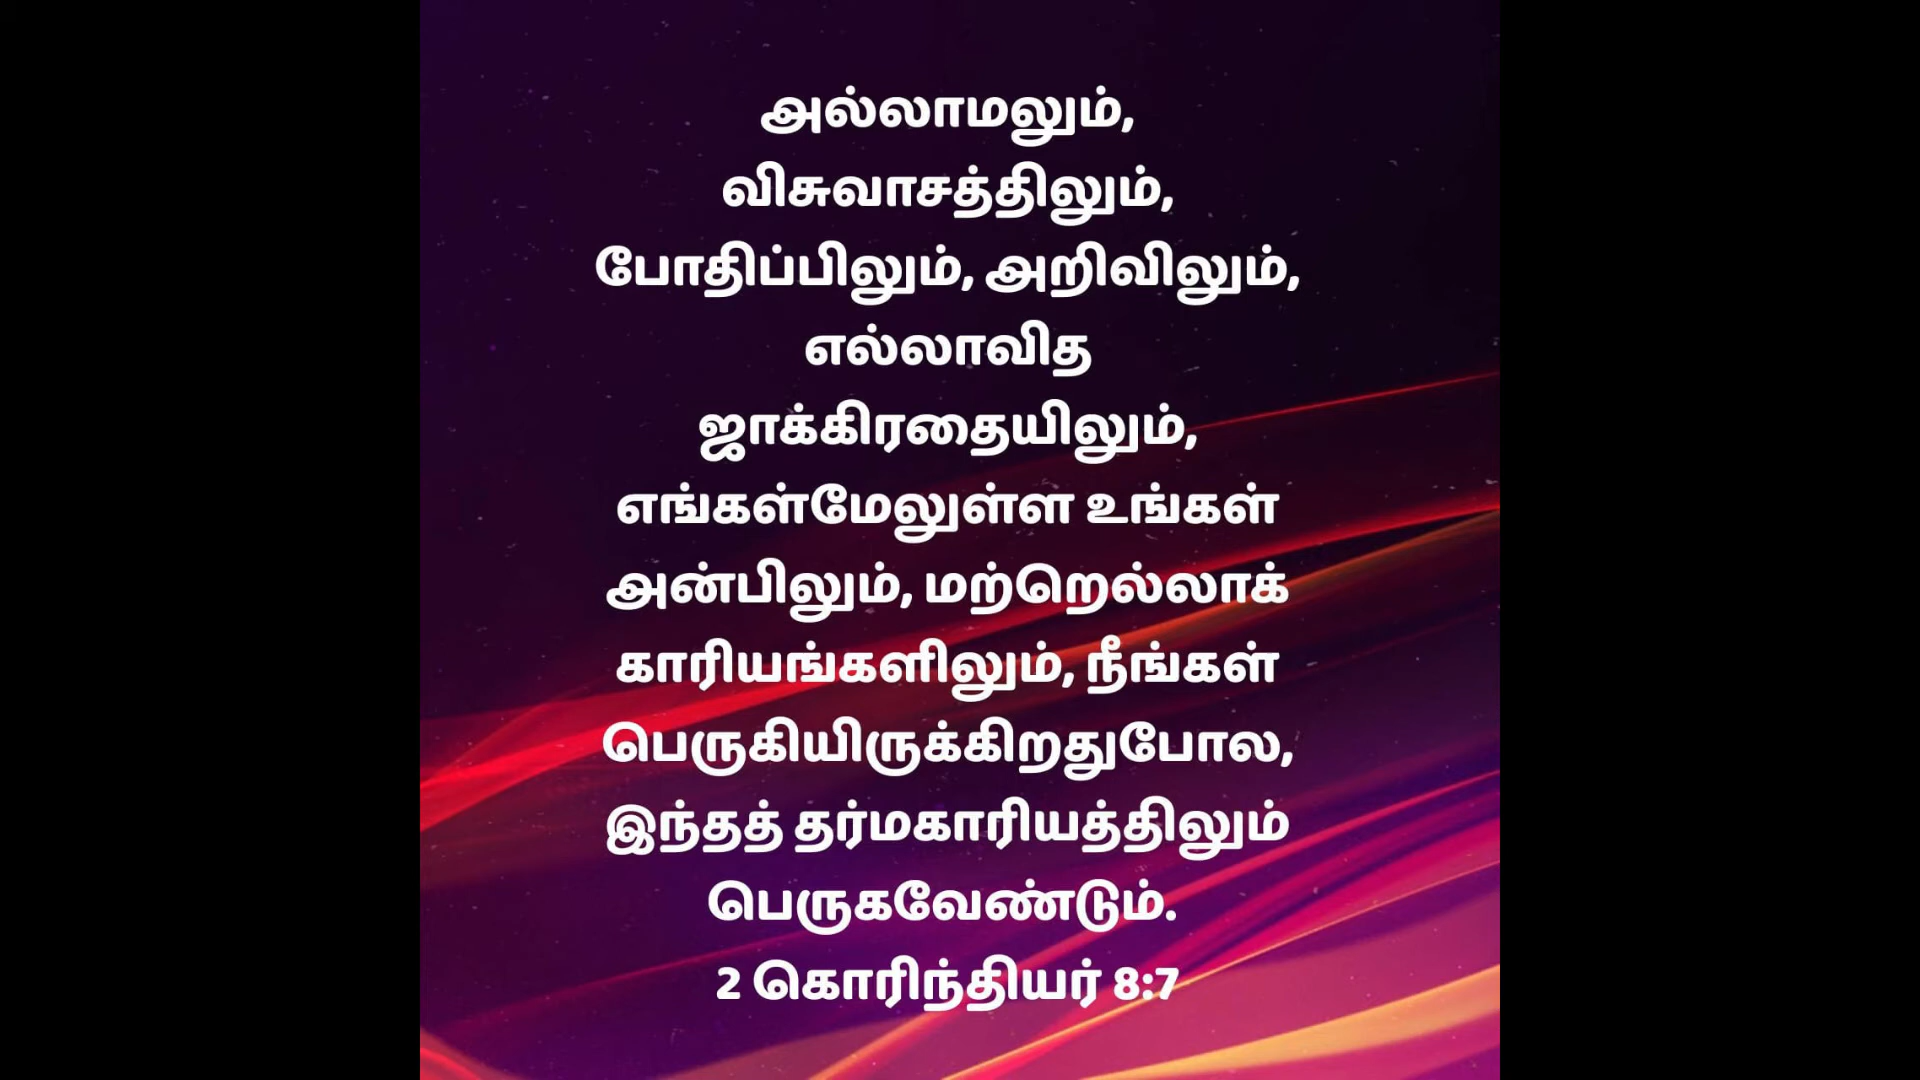 அல்லாமலும்,
விசுவாசத்திலும்,
போதிப்பிலும், அறிவிலும்,
எல்லாவித
ஜாக்கிரதையிலும்,
எங்கள்மேலுள்ள உங்கள்
அன்பிலும், மற்றெல்லாக்
காரியங்களிலும், நீங்கள்
பெருகியிருக்கிறதுபோல,
இந்தத் தர்மகாரியத்திலும்
பெருகவேண்டும்.
2 கொரிந்தியர் 8:7